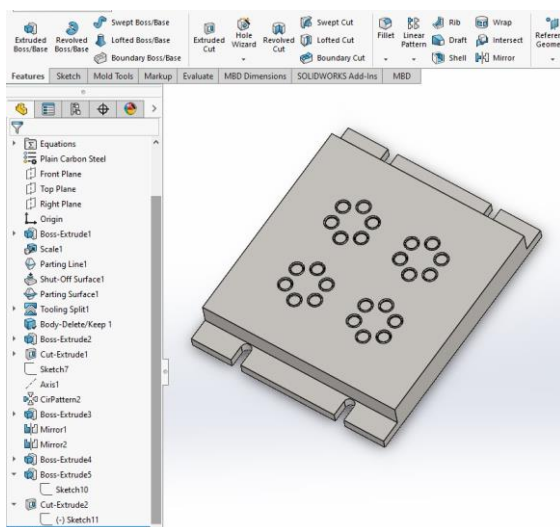 Extruded Boss/Base
Revolved Boss/Base
Swept Boss/Base
Lofted Boss/Base
Boundary Boss/Base
Extruded Cut
Hole Wizard
Revolved Cut
Swept Cut
Lofted Cut
Boundary Cut
Fillet
Linear Pattern
Rib
Draft
Shell
Wrap
Intersect
Mirror
Referen
Geome
Features Sketch Mold Tools Markup Evaluate MBD Dimensions SOLIDWORKS Add-Ins MBD
Equations
Plain Carbon Steel
Front Plane
Top Plane
Right Plane
Origin
Boss-Extrude1
Scale1
Parting Line1
Shut-Off Surface1
Parting Surface1
Tooling Split1
Body-Delete/Keep 1
Boss-Extrude2
Cut-Extrude1
Sketch7
Axis1
CirPattern2
Boss-Extrude3
Mirror1
Mirror2
Boss-Extrude4
Boss-Extrude5
Sketch10
Cut-Extrude2
(-) Sketch11